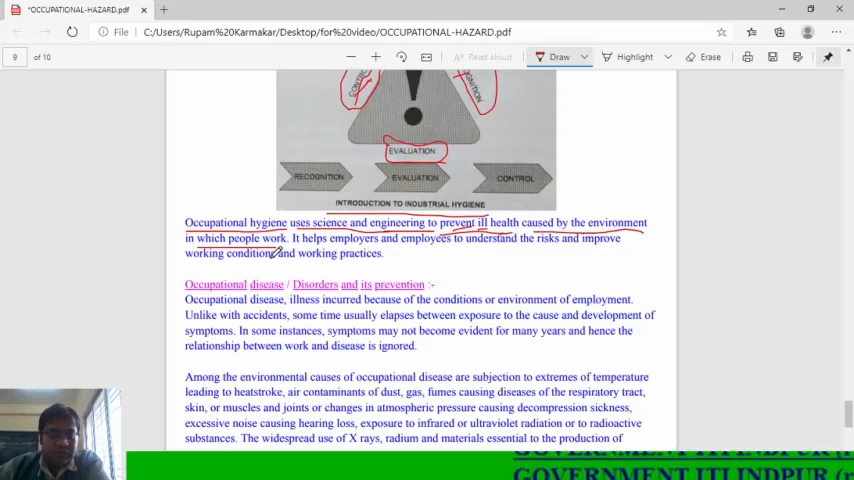 *OCCUPATIONAL-HAZARD.pdf
File
C:/Users/Rupam%20Karmakar/Desktop/for%20video/OCCUPATIONAL-HAZARD.pdf
9 of 10
Read aloud
Draw
Highlight
Erase
EVALUATION
RECOGNITION
EVALUATION
CONTROL
INTRODUCTION TO INDUSTRIAL HYGIENE
Occupational hygiene uses science and engineering to prevent ill health caused by the environment
in which people work. It helps employers and employees to understand the risks and improve
working conditions and working practices.
Occupational disease / Disorders and its prevention :-
Occupational disease, illness incurred because of the conditions or environment of employment.
Unlike with accidents, some time usually elapses between exposure to the cause and development of
symptoms. In some instances, symptoms may not become evident for many years and hence the
relationship between work and disease is ignored.
Among the environmental causes of occupational disease are subjection to extremes of temperature
leading to heatstroke, air contaminants of dust, gas, fumes causing diseases of the respiratory tract,
skin, or muscles and joints or changes in atmospheric pressure causing decompression sickness,
excessive noise causing hearing loss, exposure to infrared or ultraviolet radiation or to radioactive
substances. The widespread use of X rays, radium and materials essential to the production of
GOVERNMENT ITI INDPUR (